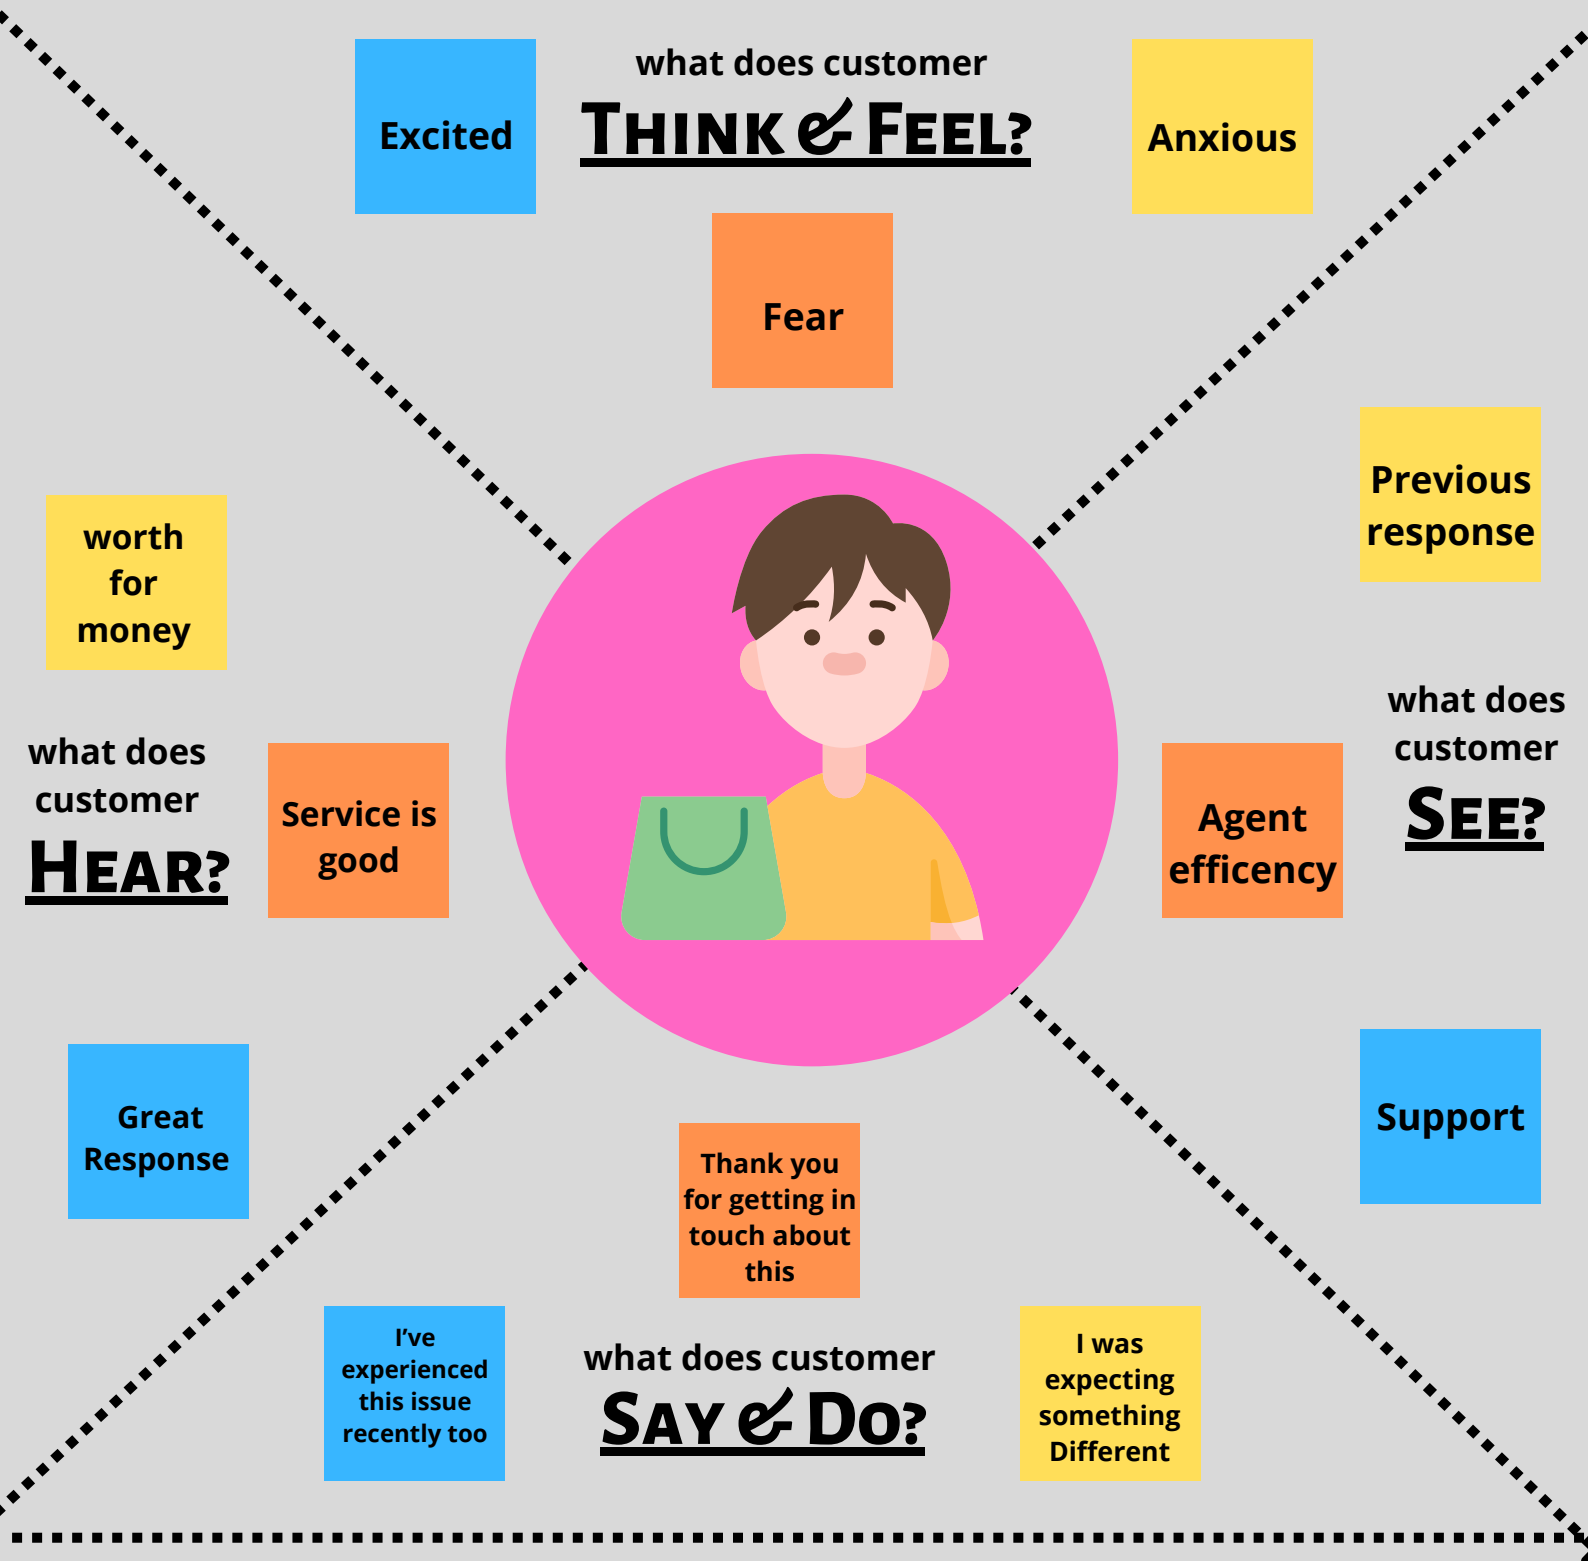 what does customer
THINK & FEEL?
Excited
Anxious
Fear
worth
for
money
what does
customer
HEAR?
Service is
good
Great
Response
Previous
response
what does
customer
SEE?
Agent
efficency
Support
Thank you
for getting in
touch about
this
what does customer
SAY & DO?
I've
experienced
this issue
recently too
I was
expecting
something
Different